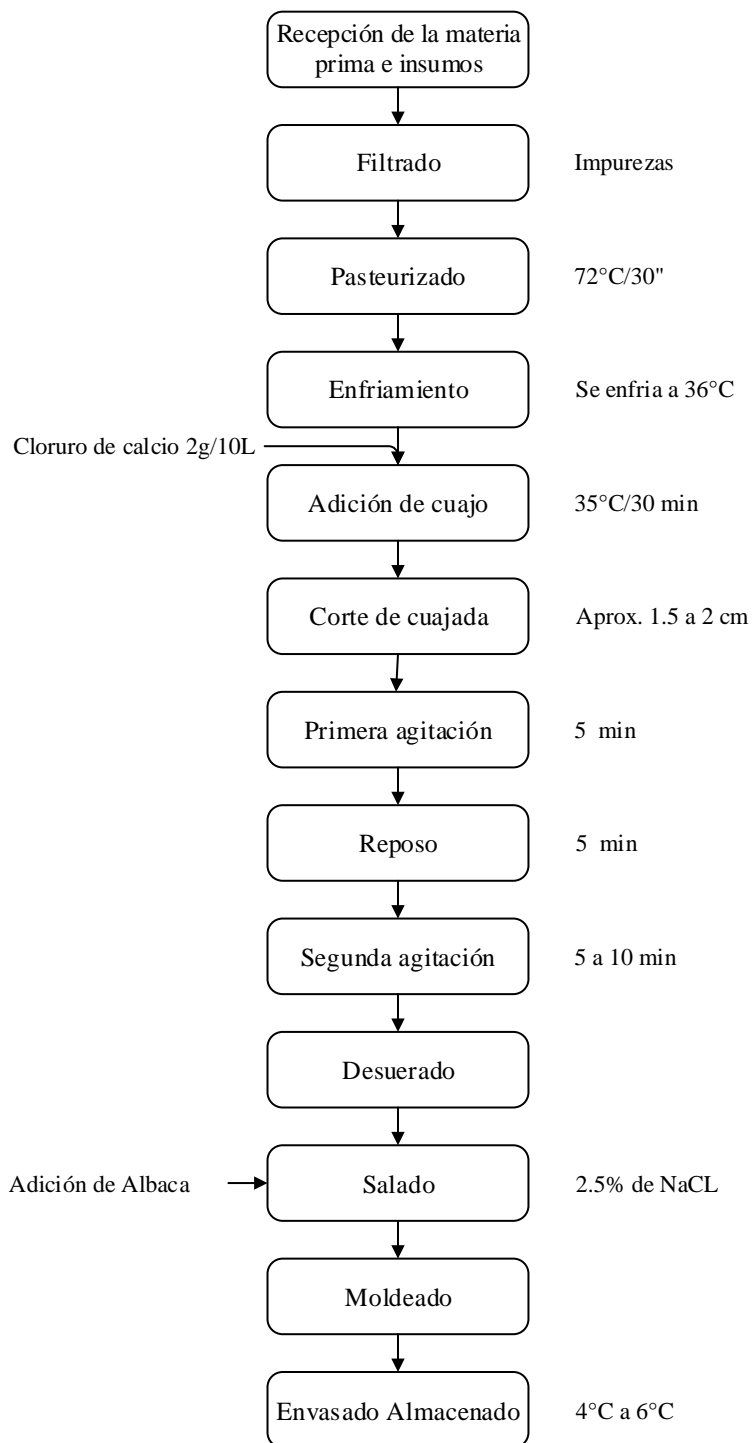 Recepción de la materia
prima e insumos
Filtrado
Impurezas
Pasteurizado
72°C/30"
Enfriamiento
Se enfria a 36°C
Cloruro de calcio 2g/10L
Adición de cuajo
35°C/30 min
Corte de cuajada
Aprox. 1.5 a 2 cm
Primera agitación
5 min
Reposo
5 min
Segunda agitación
5 a 10 min
Desuerado
Adición de Albaca
Salado
2.5% de NaCL
Moldeado
Envasado Almacenado
4°C a 6°C